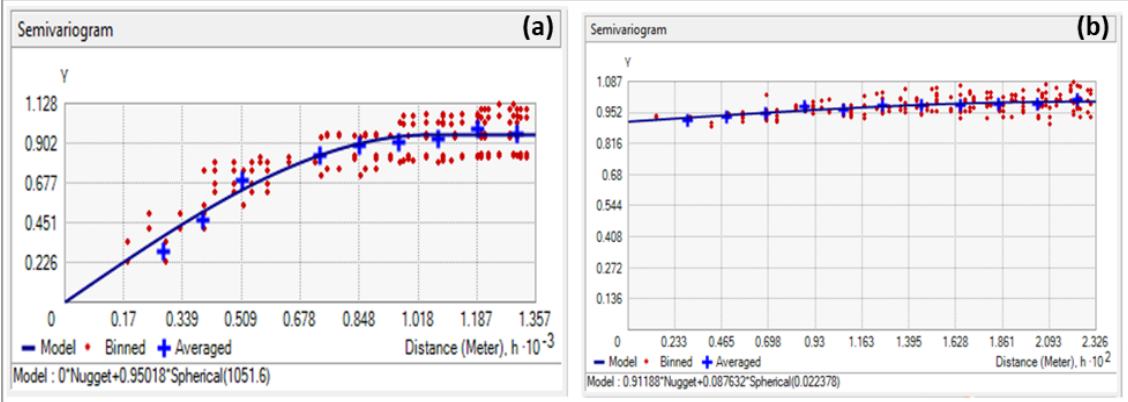 Semivariogram (a)
γ
1.128
0.902
0.677
0.451
0.226
0 0.17 0.339 0.509 0.678 0.848 1.018 1.187 1.357
Model Binned Averaged Distance (Meter), h ·10⁻³
Model : 0*Nugget+0.95018*Spherical(1051.6)
Semivariogram (b)
γ
1.087
0.952
0.816
0.68
0.544
0.408
0.272
0.136
0 0.233 0.465 0.698 0.93 1.163 1.395 1.628 1.861 2.093 2.326
Model Binned Averaged Distance (Meter), h ·10²
Model : 0.91188*Nugget+0.087632*Spherical(0.022378)